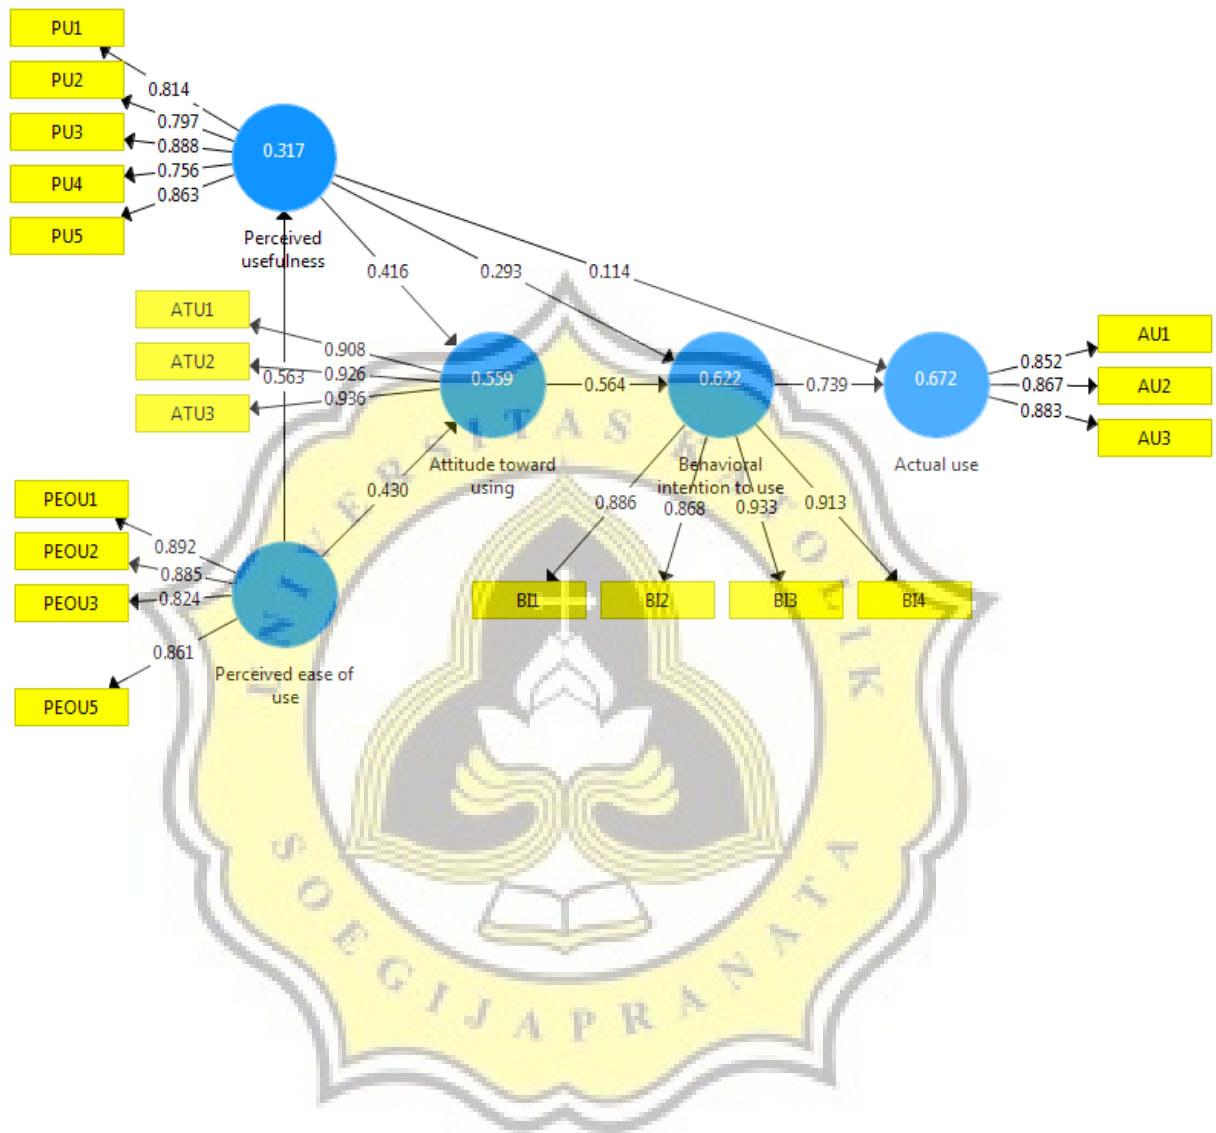 PU1
0.814
PU2
0.797
PU3
0.888
PU4
0.756
PU5
0.863
0.317
Perceived
usefulness
0.416
0.293
0.114
ATU1
0.908
ATU2
0.926
ATU3
0.936
0.563
0.559
0.564
0.622
0.739
0.672
AU1
0.852
AU2
0.867
AU3
0.883
Attitude toward
using
Behavioral
intention to use
Actual use
0.430
0.886
0.868
0.933
0.913
BI1
BI2
BI3
BI4
PEOU1
0.892
PEOU2
0.885
PEOU3
0.824
0.861
PEOU5
Perceived ease of
use
UNIVERSITAS KATOLIK
SOEGIJAPRANATA